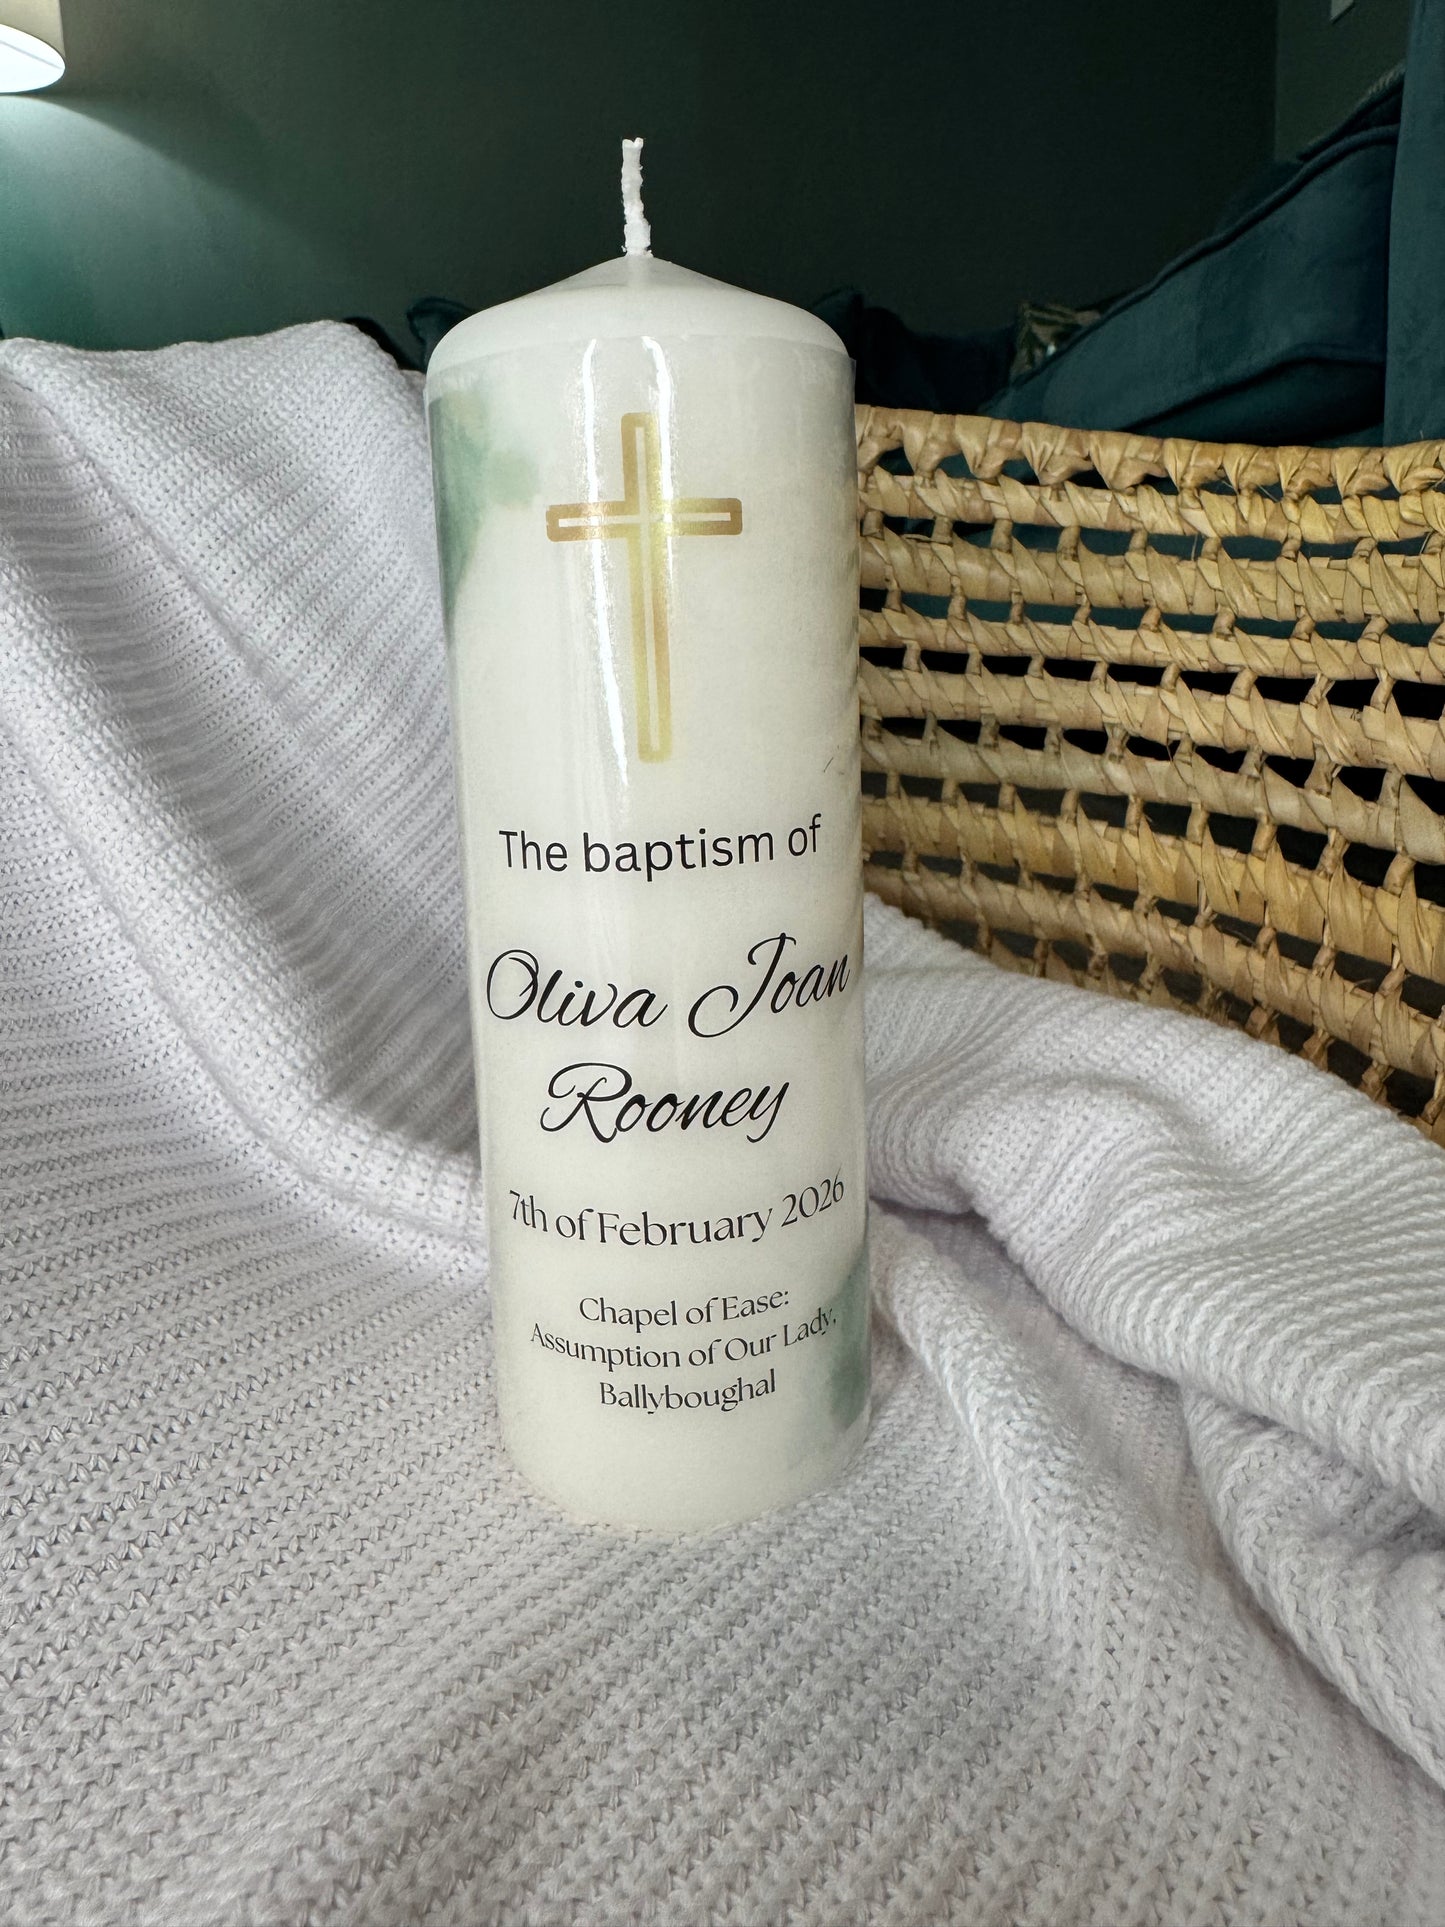 The baptism of
Oliva Joan
Rooney
7th of February 2026
Chapel of Ease:
Assumption of Our Lady,
Ballyboughal